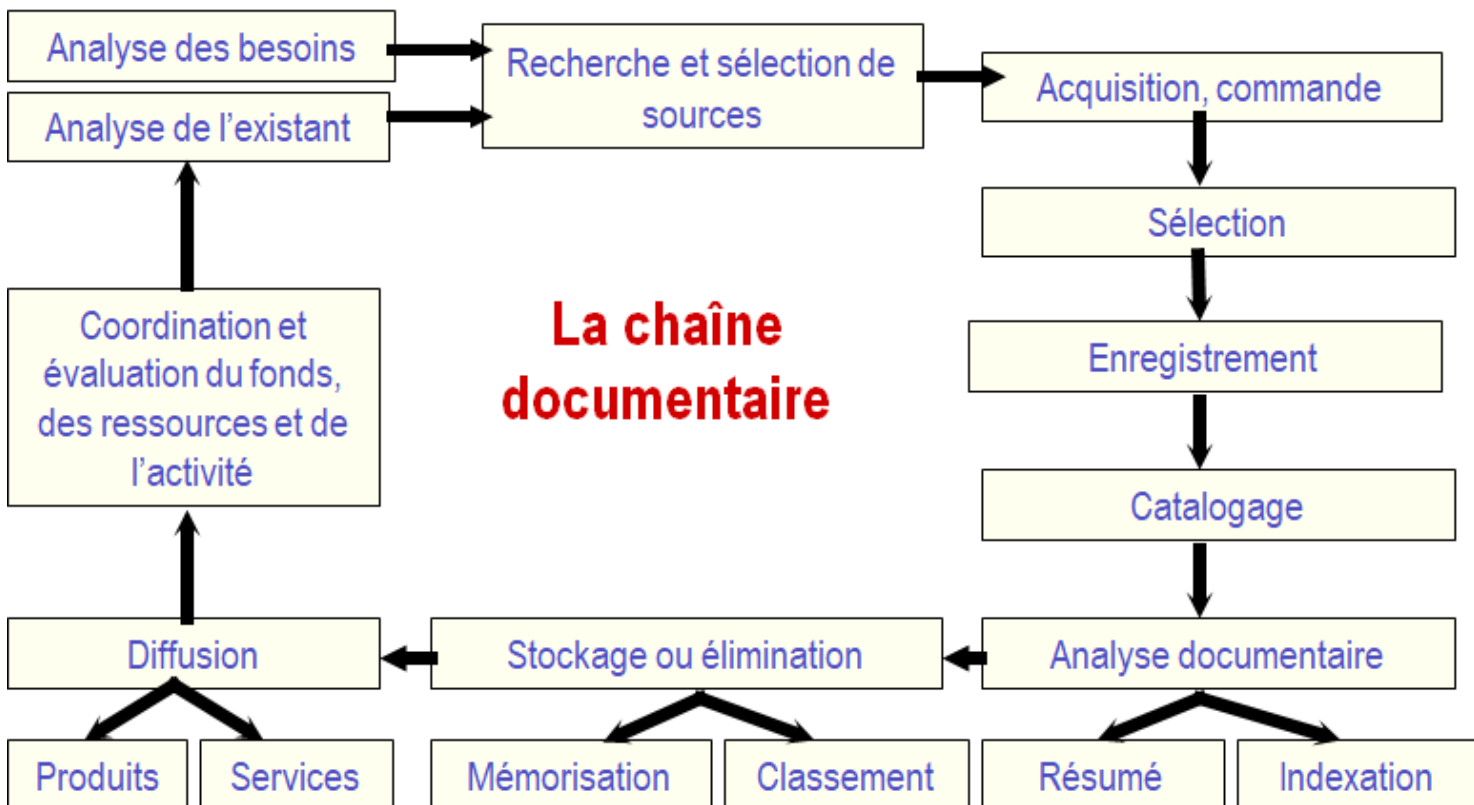 Analyse des besoins
Analyse de l'existant
Recherche et sélection de
sources
Acquisition, commande
Sélection
Enregistrement
Catalogage
Analyse documentaire
Résumé
Indexation
Stockage ou élimination
Mémorisation
Classement
Diffusion
Produits
Services
Coordination et
évaluation du fonds,
des ressources et de
l'activité
La chaîne
documentaire